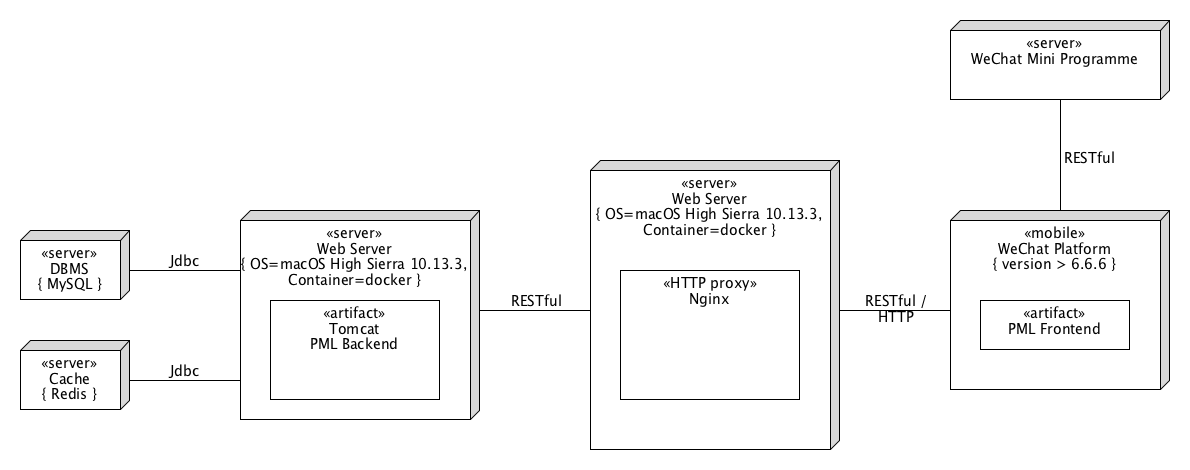 «server»
WeChat Mini Programme
RESTful
«server»
Web Server
{ OS=macOS High Sierra 10.13.3,
Container=docker }
«HTTP proxy»
Nginx
«server»
Web Server
{ OS=macOS High Sierra 10.13.3,
Container=docker }
«artifact»
Tomcat
PML Backend
«mobile»
WeChat Platform
{ version > 6.6.6 }
«artifact»
PML Frontend
«server»
DBMS
{ MySQL }
Jdbc
RESTful
RESTful /
HTTP
«server»
Cache
{ Redis }
Jdbc